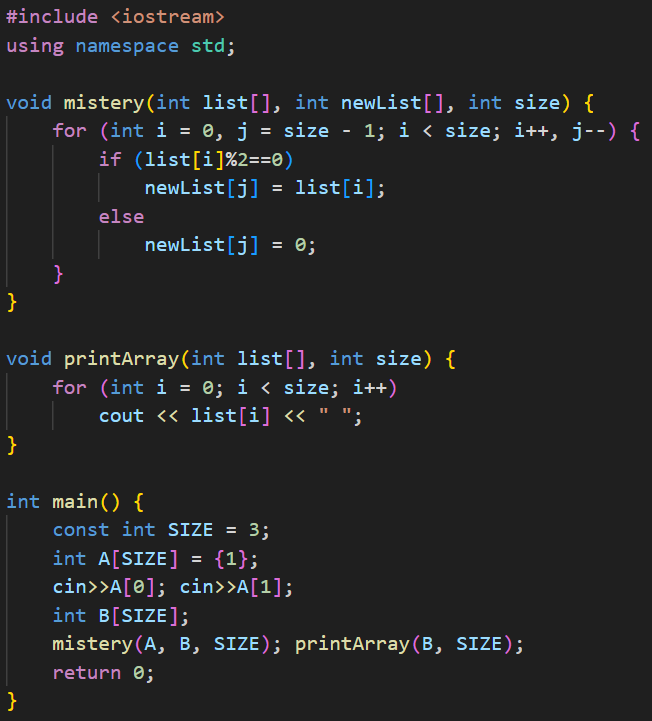 #include <iostream>
using namespace std;

void mistery(int list[], int newList[], int size) {
    for (int i = 0, j = size - 1; i < size; i++, j--) {
        if (list[i]%2==0)
            newList[j] = list[i];
        else
            newList[j] = 0;
    }
}

void printArray(int list[], int size) {
    for (int i = 0; i < size; i++)
        cout << list[i] << " ";
}

int main() {
    const int SIZE = 3;
    int A[SIZE] = {1};
    cin>>A[0]; cin>>A[1];
    int B[SIZE];
    mistery(A, B, SIZE); printArray(B, SIZE);
    return 0;
}